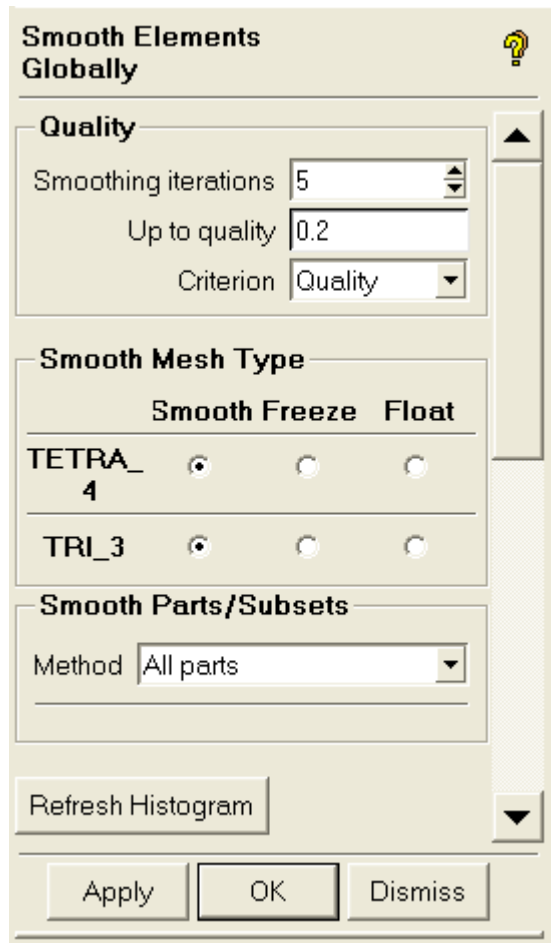 Smooth Elements
Globally
Quality
Smoothing iterations 5
Up to quality 0.2
Criterion Quality
Smooth Mesh Type
Smooth Freeze Float
TETRA_
4
TRI_3
Smooth Parts/Subsets
Method All parts
Refresh Histogram
Apply OK Dismiss